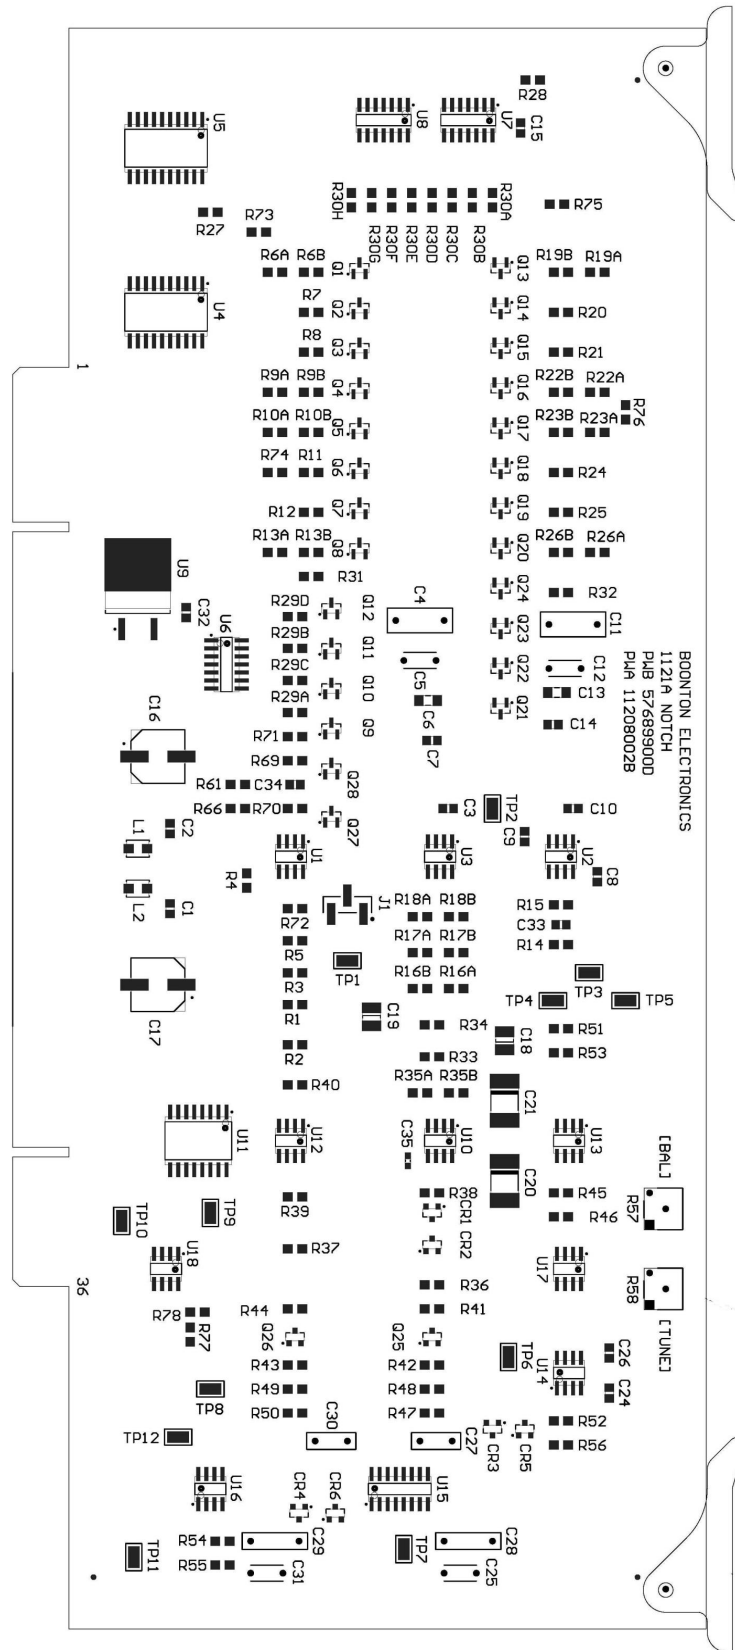 R28
U5
U8
U7
C15
R30H
R30A
R75
R27
R73
R30G
R30F
R30E
R30D
R30C
R30B
R6A
R6B
Q1
Q13
R19B
R19A
U4
R7
Q2
Q14
R20
R8
Q3
Q15
R21
1
R9A
R9B
Q4
Q16
R22B
R22A
R76
R10A
R10B
Q5
Q17
R23B
R23A
R74
R11
Q6
Q18
R24
R12
Q7
Q19
R25
R13A
R13B
Q8
Q20
R26B
R26A
U9
R31
Q24
R32
C32
R29D
Q12
C4
C11
U6
R29B
Q11
Q23
R29C
Q10
C5
Q22
C12
R29A
C6
Q21
C13
BOONTON ELECTRONICS
1121A NOTCH
PWB 57689900D
PWA 11208002B
C16
R71
Q9
C7
C14
R69
Q28
R61
C34
R66
R70
Q27
C3
TP2
C10
L1
C2
U1
U3
C9
U2
C8
L2
C1
R4
J1
R18A
R18B
R15
R72
C33
R17A
R17B
R14
R5
TP1
R16B
R16A
TP3
R3
TP4
TP5
C17
R1
C19
R34
C18
R51
R2
R33
R53
R40
R35A
R35B
C21
U11
U12
C35
U10
U13
[BAL]
C20
TP10
TP9
R39
R38
R45
R57
CR1
R46
U18
R37
CR2
U17
36
R36
R58
R78
R44
R41
R77
Q26
Q25
[TUNE]
TP6
C26
R43
R42
U14
TP8
R49
R48
C24
R50
R47
TP12
C30
C27
CR3
CR5
R52
R56
U16
CR4
CR6
U15
TP11
R54
C29
TP7
C28
R55
C31
C25